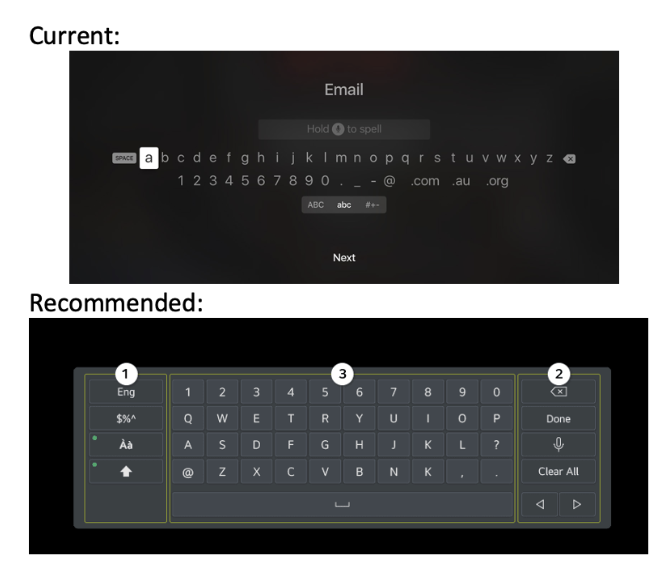 Current:
Email
Hold to spell
SPACE a b c d e f g h i j k l m n o p q r s t u v w x y z
1 2 3 4 5 6 7 8 9 0 . _ - @ .com .au .org
ABC abc #+-
Next
Recommended:
1 3 2
Eng 1 2 3 4 5 6 7 8 9 0
$%^ Q W E T R Y U I O P Done
Àà A S D F G H J K L ?
@ Z X C V B N K , . Clear All